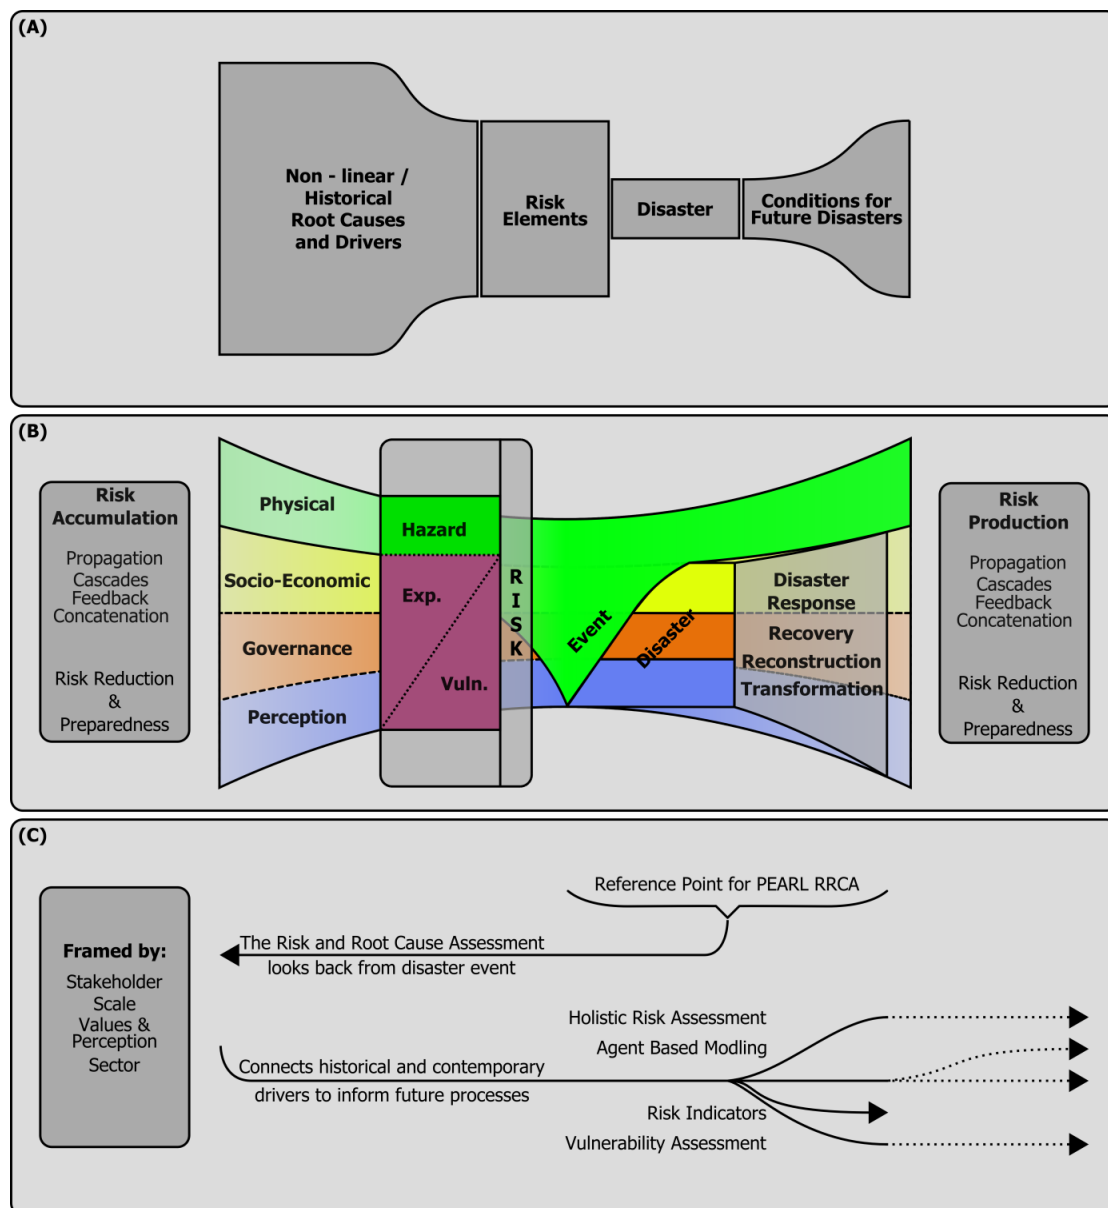 (A)
Non - linear /
Historical
Root Causes
and Drivers
Risk
Elements
Disaster
Conditions for
Future Disasters
(B)
Risk
Accumulation
Propagation
Cascades
Feedback
Concatenation
Risk Reduction
&
Preparedness
Physical
Socio-Economic
Governance
Perception
Hazard
Exp.
Vuln.
R
I
S
K
Event
Disaster
Disaster
Response
Recovery
Reconstruction
Transformation
Risk
Production
Propagation
Cascades
Feedback
Concatenation
Risk Reduction
&
Preparedness
(C)
Framed by:
Stakeholder
Scale
Values &
Perception
Sector
Reference Point for PEARL RRCA
The Risk and Root Cause Assessment
looks back from disaster event
Connects historical and contemporary
drivers to inform future processes
Holistic Risk Assessment
Agent Based Modling
Risk Indicators
Vulnerability Assessment